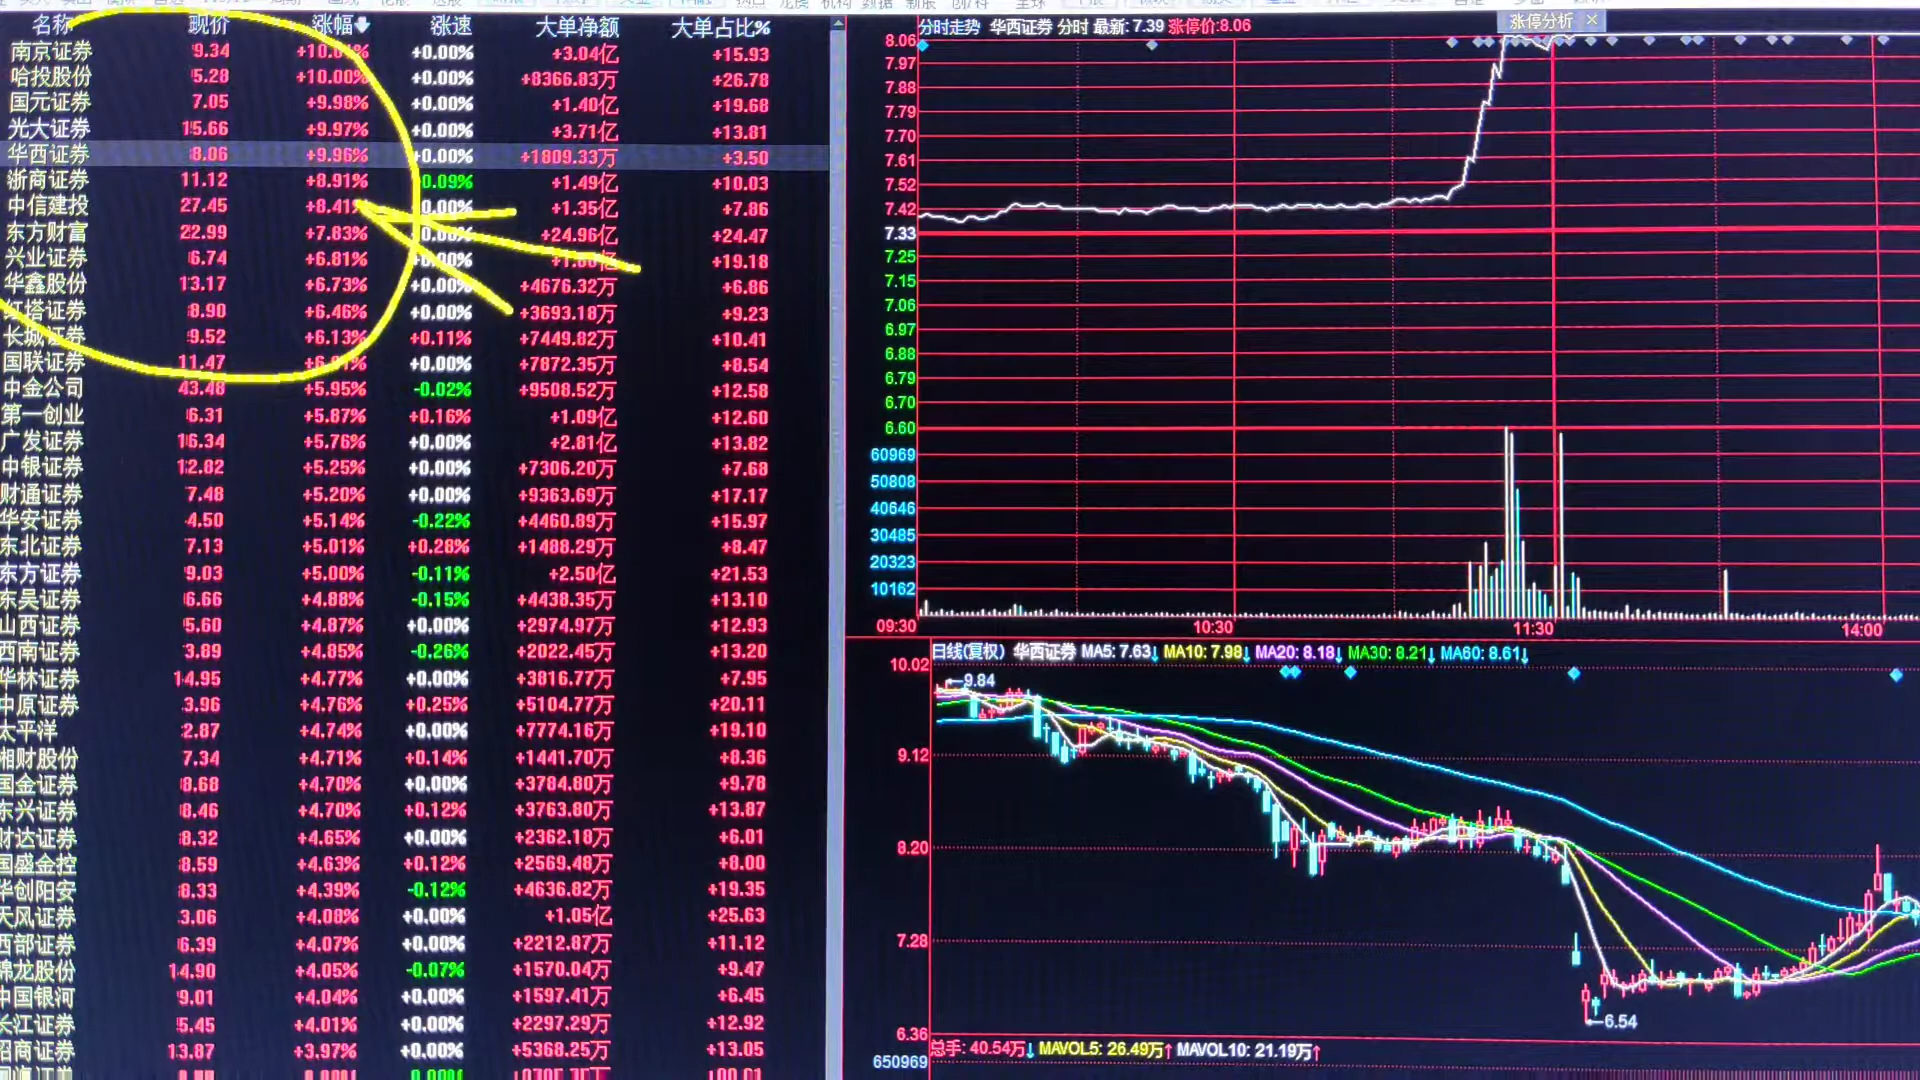 名称 现价 涨幅 涨速 大单净额 大单占比%
南京证券 9.34 +10.01% +0.00% +3.04亿 +15.93
哈投股份 5.28 +10.00% +0.00% +8366.83万 +26.78
国元证券 7.05 +9.98% +0.00% +1.40亿 +19.68
光大证券 15.66 +9.97% +0.00% +3.71亿 +13.81
华西证券 8.06 +9.96% +0.00% +1809.33万 +3.50
浙商证券 11.12 +8.91% 0.09% +1.49亿 +10.03
中信建投 27.45 +8.41% 0.00% +1.35亿 +7.86
东方财富 22.99 +7.83% +0.00% +24.96亿 +24.47
兴业证券 6.74 +6.81% +0.00% +19.18
华鑫股份 13.17 +6.73% +0.00% +4676.32万 +6.86
红塔证券 8.90 +6.46% +0.00% +3693.18万 +9.23
长城证券 9.52 +6.13% +0.11% +7449.82万 +10.41
国联证券 11.47 +0.00% +7872.35万 +8.54
中金公司 43.48 +5.95% -0.02% +9508.52万 +12.58
第一创业 6.31 +5.87% +0.16% +1.09亿 +12.60
广发证券 16.34 +5.76% +0.00% +2.81亿 +13.82
中银证券 12.82 +5.25% +0.00% +7306.20万 +7.68
财通证券 7.48 +5.20% +0.00% +9363.69万 +17.17
华安证券 4.50 +5.14% -0.22% +4460.89万 +15.97
东北证券 7.13 +5.01% +0.28% +1488.29万 +8.47
东方证券 9.03 +5.00% -0.11% +2.50亿 +21.53
东吴证券 6.66 +4.88% -0.15% +4438.35万 +13.10
山西证券 5.60 +4.87% +0.00% +2974.97万 +12.93
西南证券 3.89 +4.85% -0.26% +2022.45万 +13.20
华林证券 14.95 +4.77% +0.00% +3816.77万 +7.95
中原证券 3.96 +4.76% +0.25% +5104.77万 +20.11
太平洋 2.87 +4.74% +0.00% +7774.16万 +19.10
湘财股份 7.34 +4.71% +0.14% +1441.70万 +8.36
国金证券 8.68 +4.70% +0.00% +3784.80万 +9.78
东兴证券 8.46 +4.70% +0.12% +3763.80万 +13.87
财达证券 8.32 +4.65% +0.00% +2362.18万 +6.01
国盛金控 8.59 +4.63% +0.12% +2569.48万 +8.00
华创阳安 8.33 +4.39% -0.12% +4636.82万 +19.35
天风证券 3.06 +4.08% +0.00% +1.05亿 +25.63
西部证券 6.39 +4.07% +0.00% +2212.87万 +11.12
锦龙股份 14.90 +4.05% -0.07% +1570.04万 +9.47
中国银河 9.01 +4.04% +0.00% +1597.41万 +6.45
长江证券 5.45 +4.01% +0.00% +2297.29万 +12.92
招商证券 13.87 +3.97% +0.00% +5368.25万 +13.05
涨停分析 ×
分时走势 华西证券 分时 最新: 7.39 涨停价:8.06
8.06
7.97
7.88
7.79
7.70
7.61
7.52
7.42
7.33
7.25
7.15
7.06
6.97
6.88
6.79
6.70
6.60
60969
50808
40646
30485
20323
10162
09:30 10:30 11:30 14:00
日线(复权) 华西证券 MA5: 7.63↓ MA10: 7.98↓ MA20: 8.18↓ MA30: 8.21↓ MA60: 8.61↓
10.02
9.84
9.12
8.20
7.28
6.54
6.36
总手: 40.54万↓ MAVOL5: 26.49万↑ MAVOL10: 21.19万↑
650969